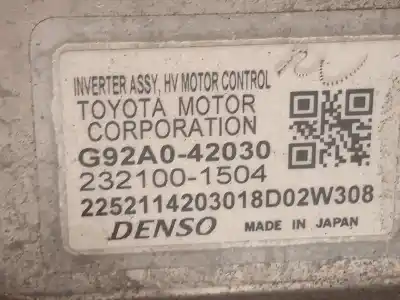 INVERTER ASSY, HV MOTOR CONTROL
TOYOTA MOTOR
CORPORATION
G92A0-42030
232100-1504
2252114203018D02W308
DENSO MADE IN JAPAN